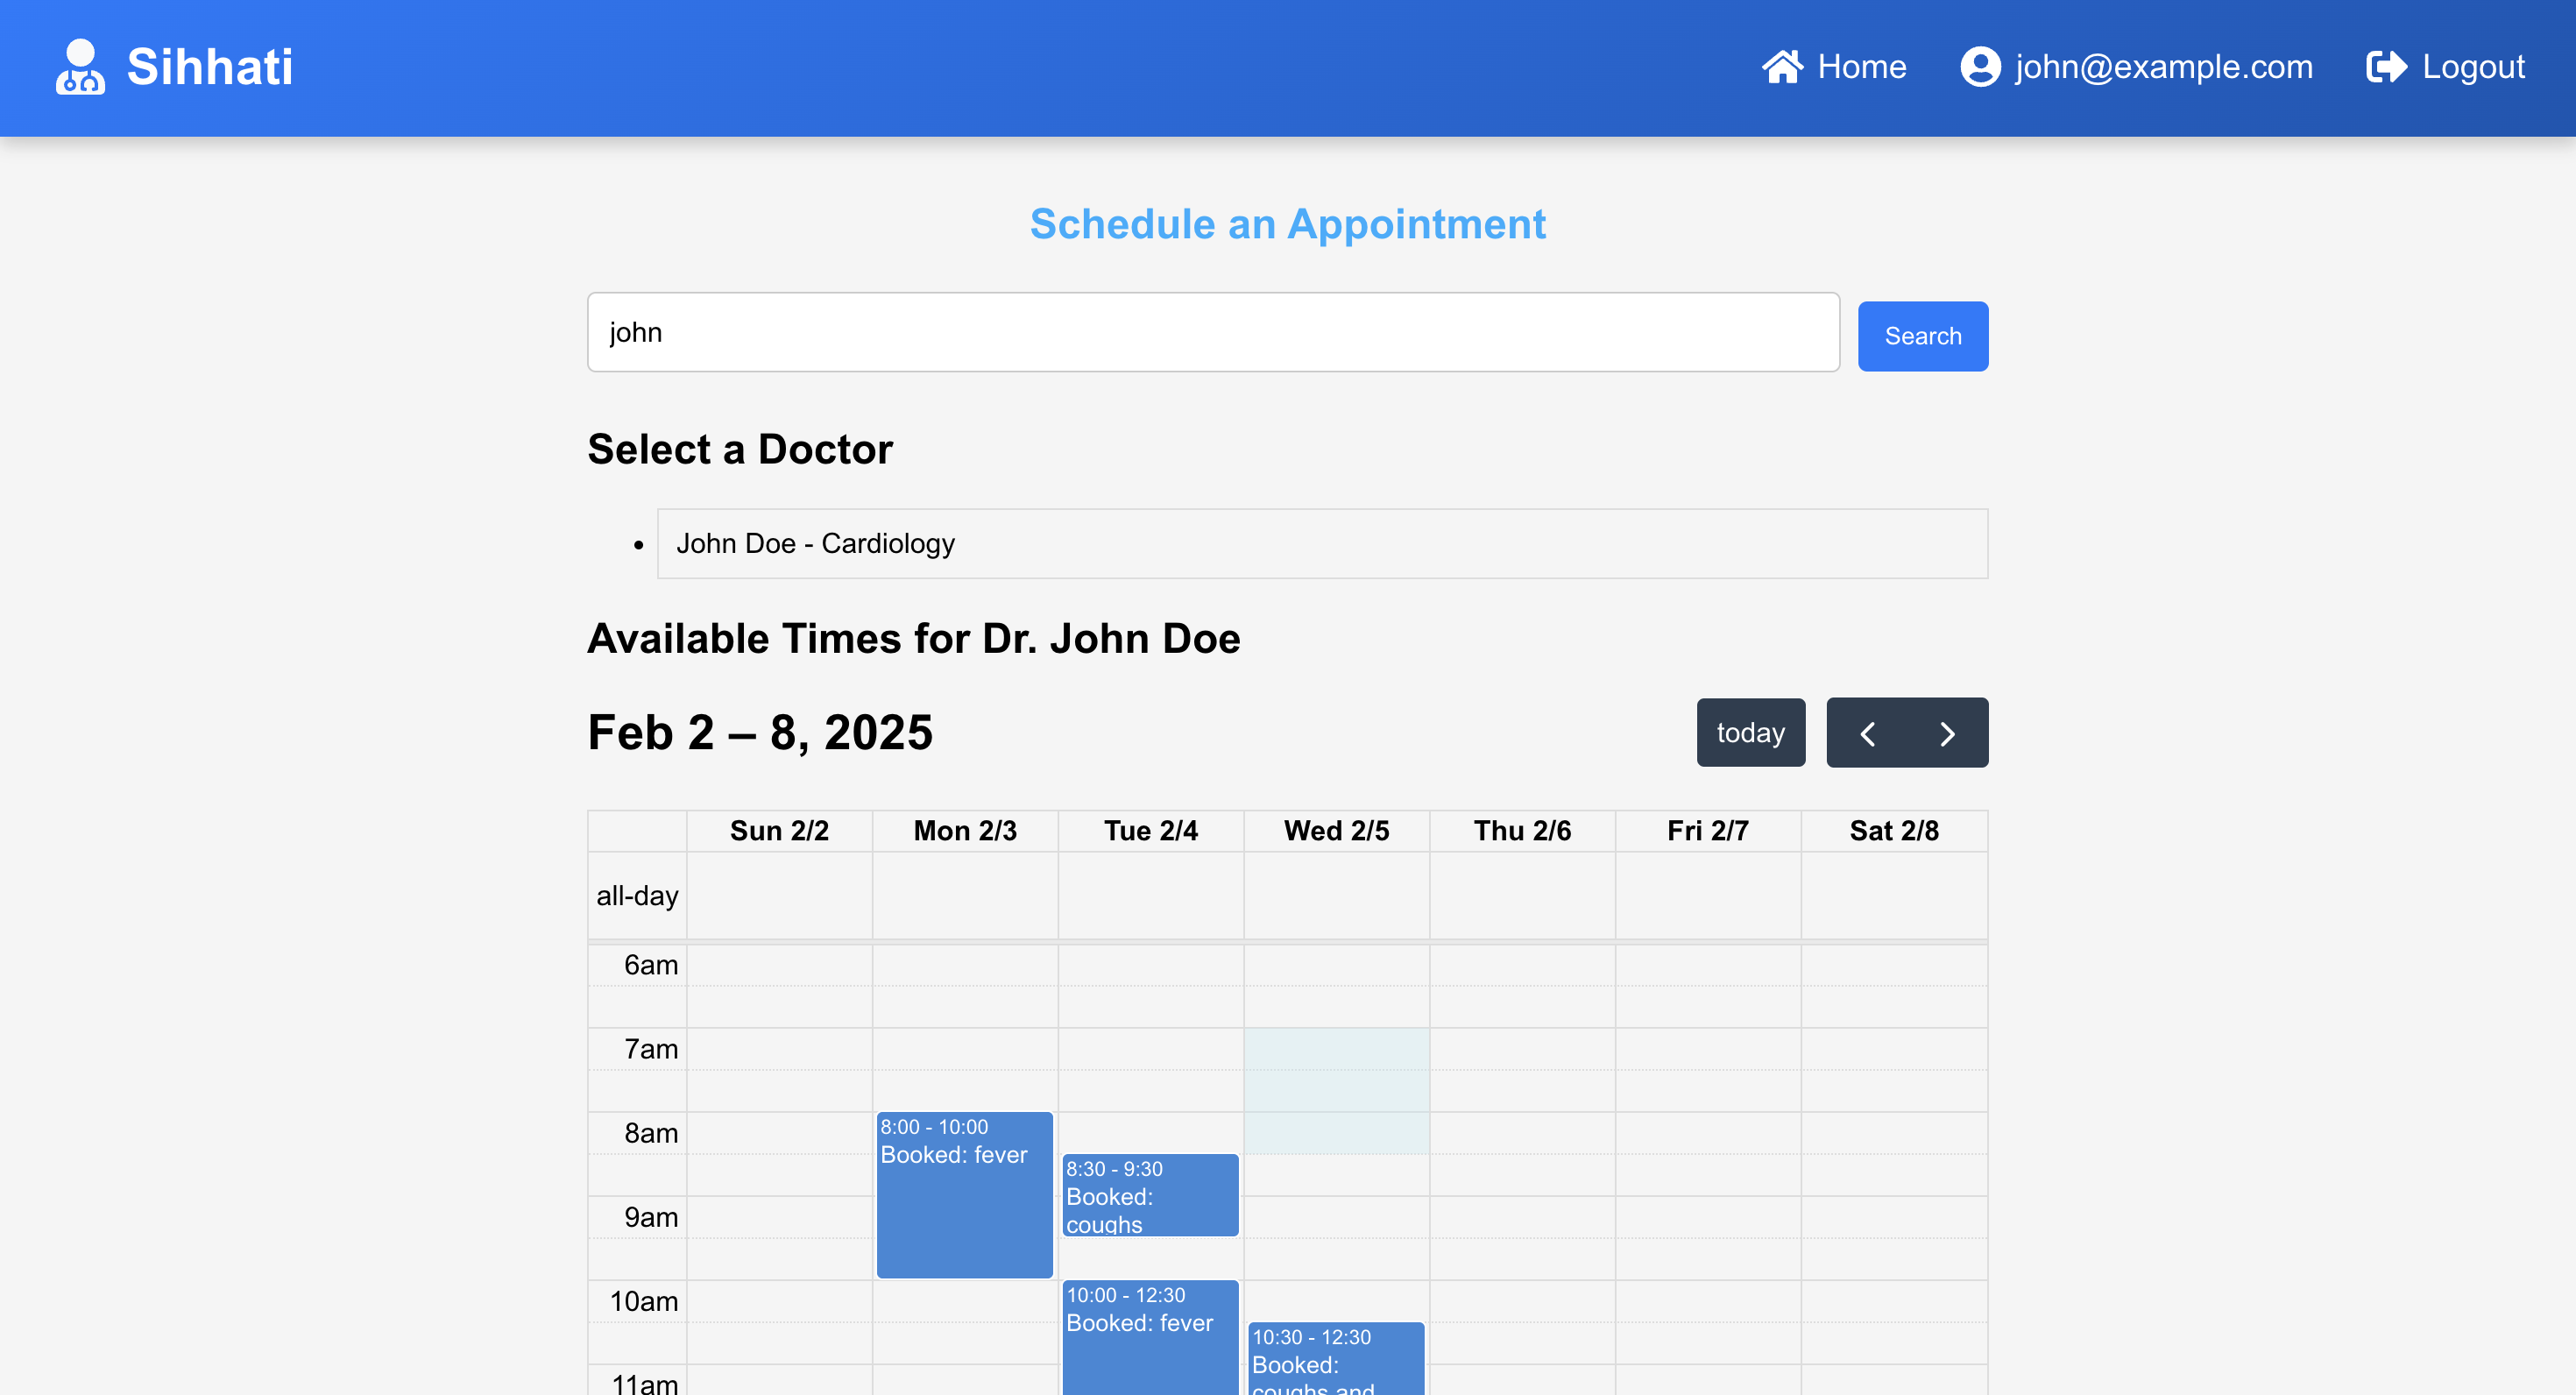 Sihhati
Home
john@example.com
Logout
Schedule an Appointment
john
Search
Select a Doctor
John Doe - Cardiology
Available Times for Dr. John Doe
Feb 2 – 8, 2025
today
Sun 2/2 Mon 2/3 Tue 2/4 Wed 2/5 Thu 2/6 Fri 2/7 Sat 2/8
all-day
6am
7am
8am
8:00 - 10:00
Booked: fever
8:30 - 9:30
Booked:
coughs
9am
10am
10:00 - 12:30
Booked: fever
10:30 - 12:30
Booked:
coughs and
11am